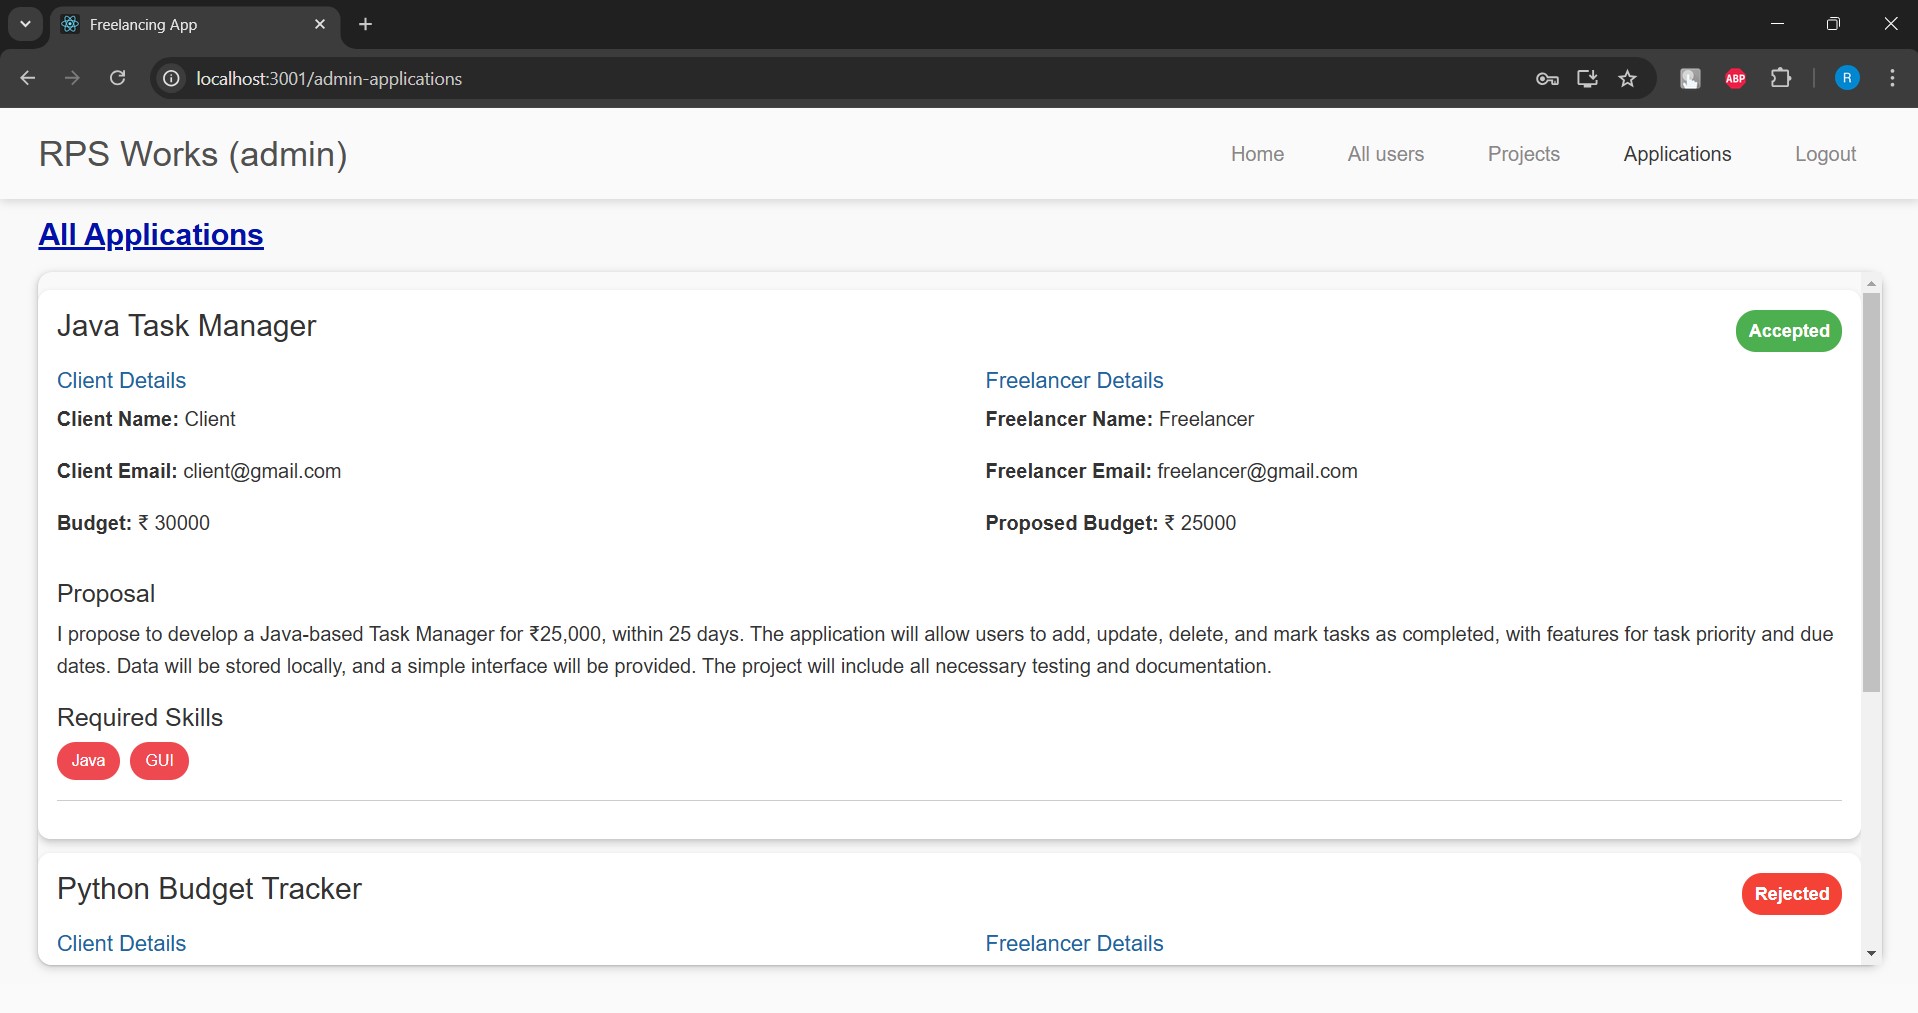 Freelancing App
localhost:3001/admin-applications
ABP
R
RPS Works (admin)
Home
All users
Projects
Applications
Logout
All Applications
Java Task Manager
Accepted
Client Details
Freelancer Details
Client Name: Client
Freelancer Name: Freelancer
Client Email: client@gmail.com
Freelancer Email: freelancer@gmail.com
Budget: ₹ 30000
Proposed Budget: ₹ 25000
Proposal
I propose to develop a Java-based Task Manager for ₹25,000, within 25 days. The application will allow users to add, update, delete, and mark tasks as completed, with features for task priority and due
dates. Data will be stored locally, and a simple interface will be provided. The project will include all necessary testing and documentation.
Required Skills
Java
GUI
Python Budget Tracker
Rejected
Client Details
Freelancer Details